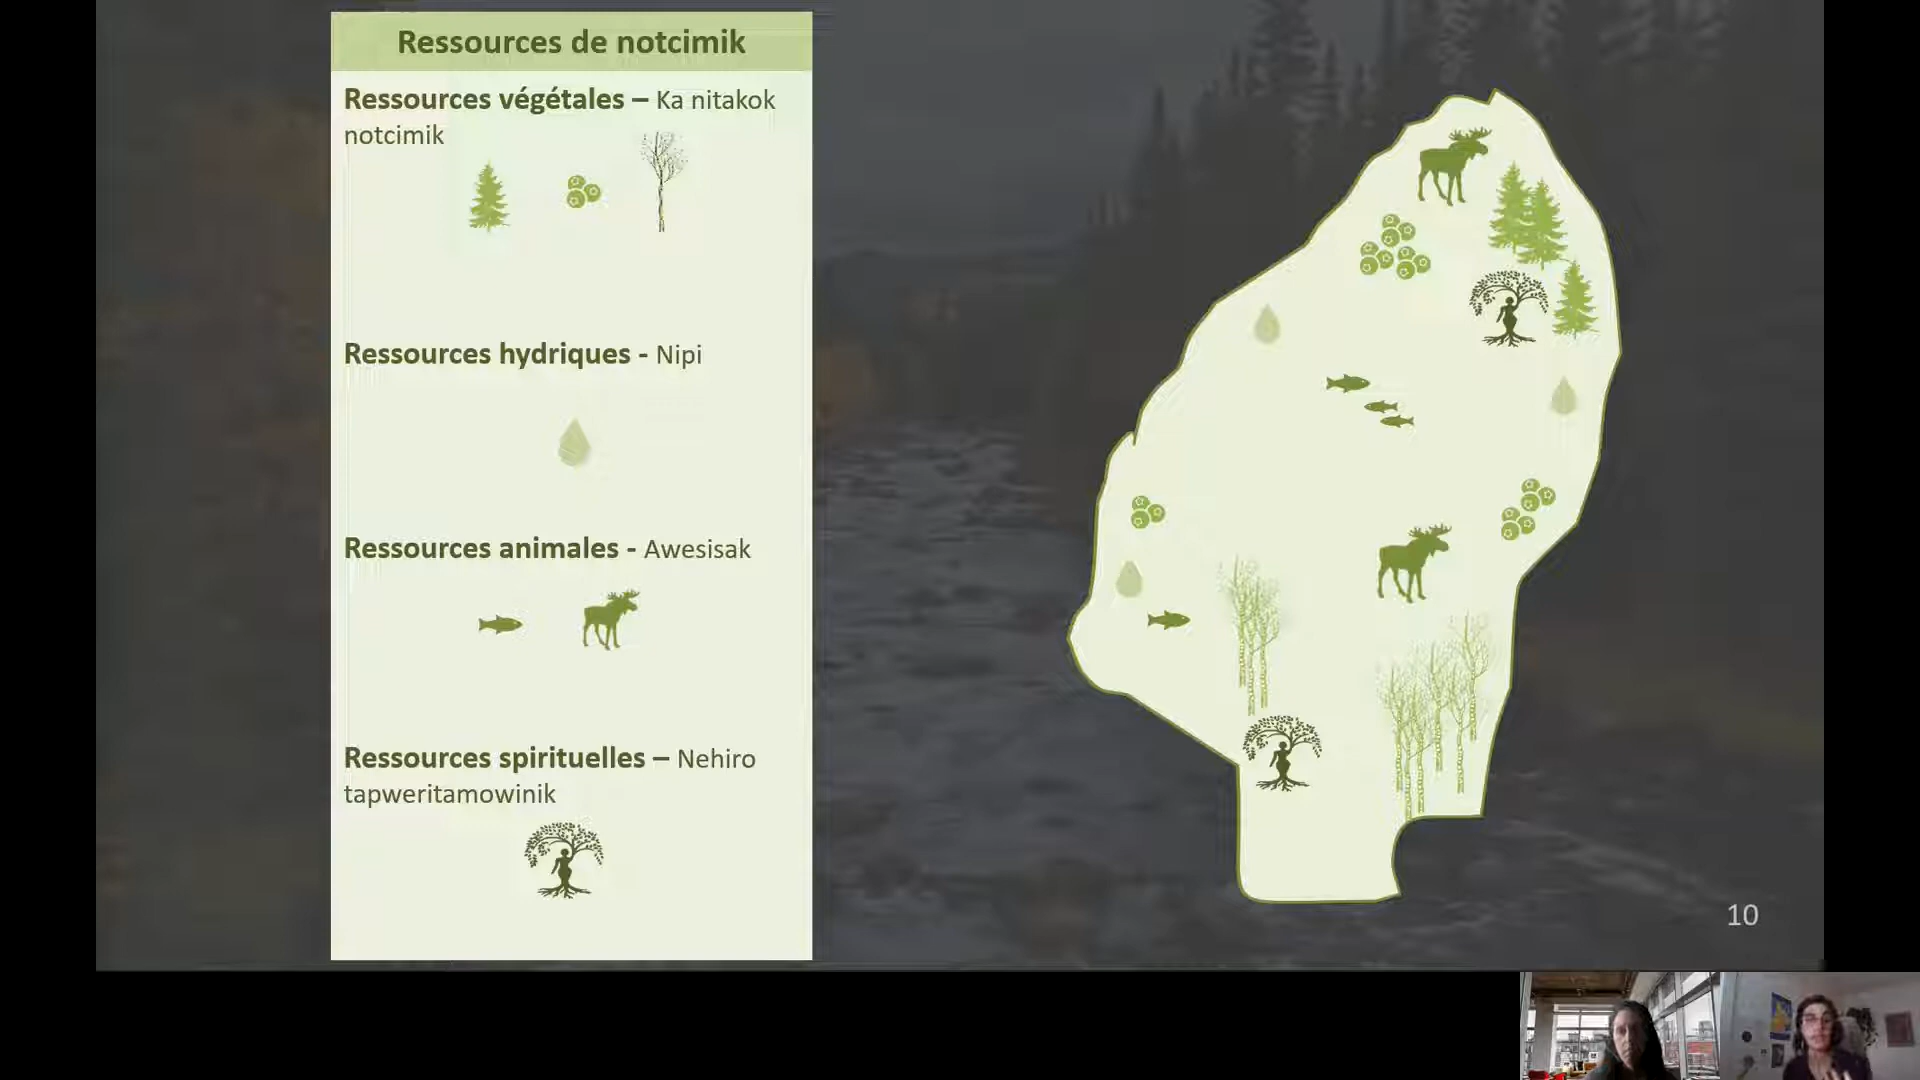 Ressources de notcimik
Ressources végétales – Ka nitakok
notcimik
Ressources hydriques - Nipi
Ressources animales - Awesisak
Ressources spirituelles – Nehiro
tapweritamowinik
10